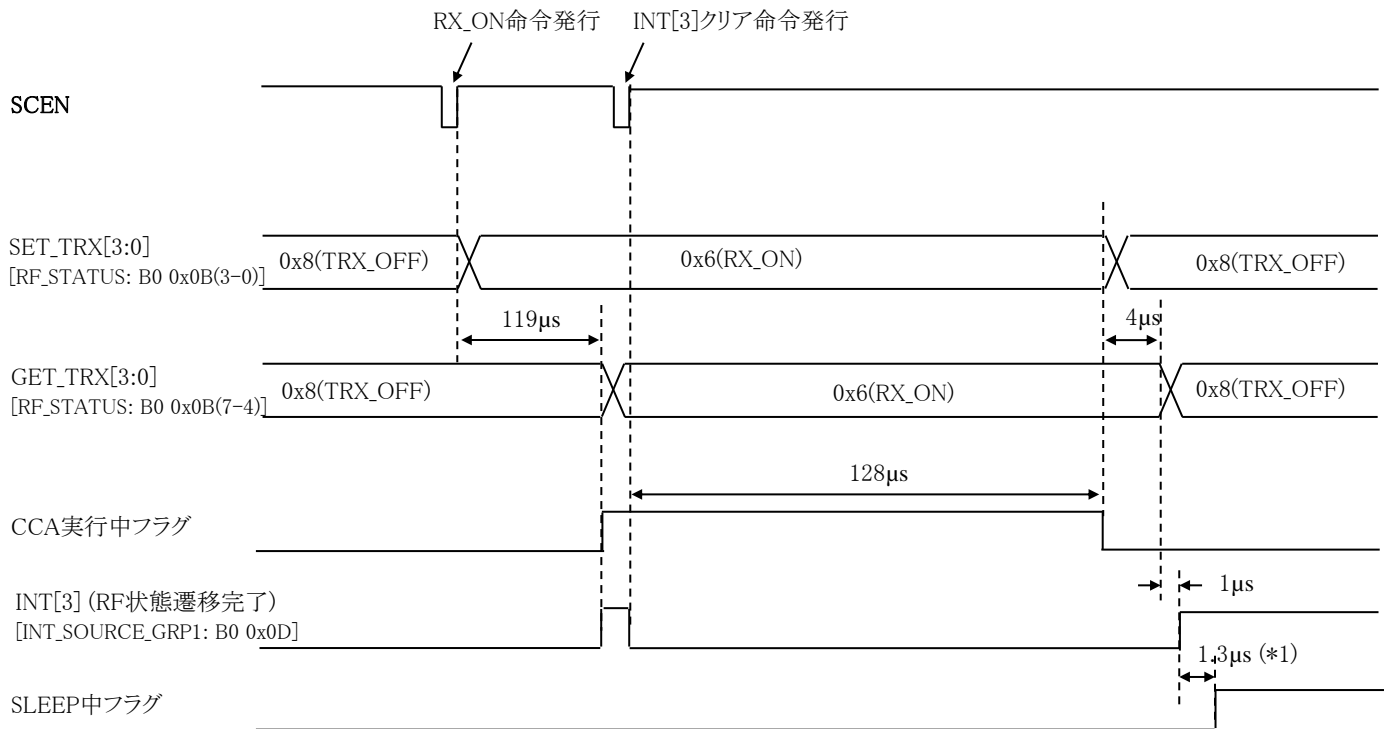 RX_ON命令発行 INT[3]クリア命令発行
SCEN
SET_TRX[3:0]
[RF_STATUS: B0 0x0B(3-0)]
0x8(TRX_OFF) 0x6(RX_ON) 0x8(TRX_OFF)
119μs 4μs
GET_TRX[3:0]
[RF_STATUS: B0 0x0B(7-4)]
0x8(TRX_OFF) 0x6(RX_ON) 0x8(TRX_OFF)
128μs
CCA実行中フラグ
INT[3] (RF状態遷移完了)
[INT_SOURCE_GRP1: B0 0x0D]
1μs
1.3μs (*1)
SLEEP中フラグ